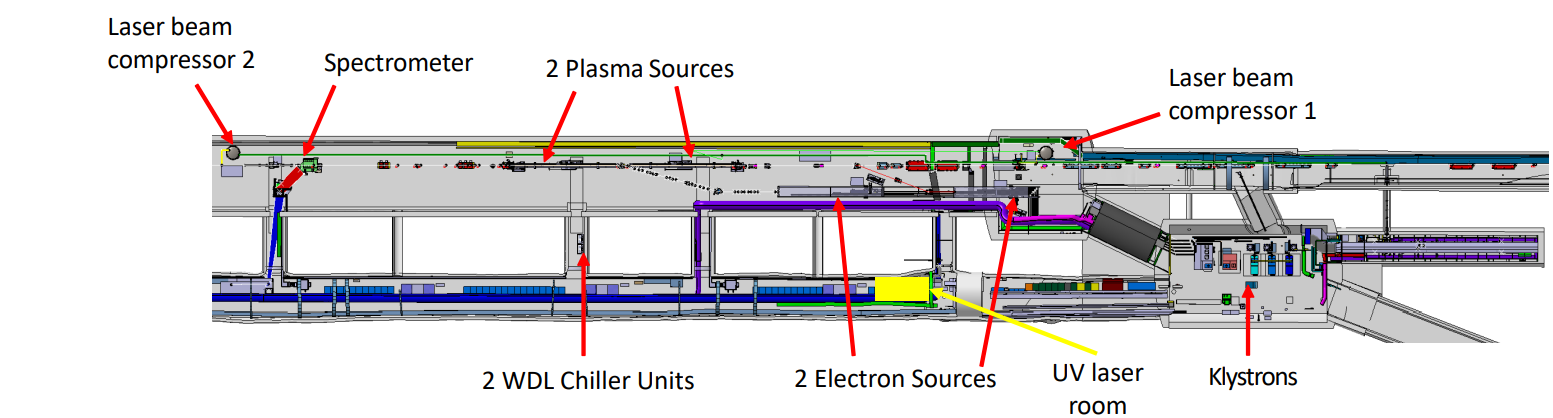 Laser beam
compressor 2
Spectrometer
2 Plasma Sources
Laser beam
compressor 1
2 WDL Chiller Units
2 Electron Sources
UV laser
room
Klystrons